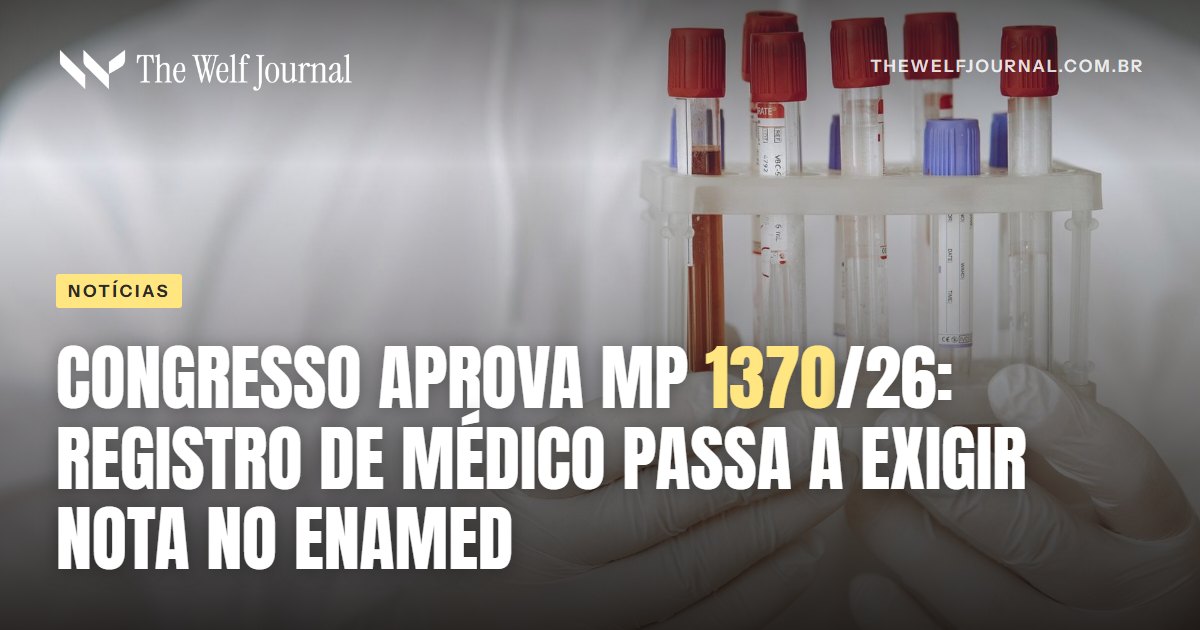 The Welf Journal
THEWELFJOURNAL.COM.BR
NOTÍCIAS
CONGRESSO APROVA MP 1370/26:
REGISTRO DE MÉDICO PASSA A EXIGIR
NOTA NO ENAMED